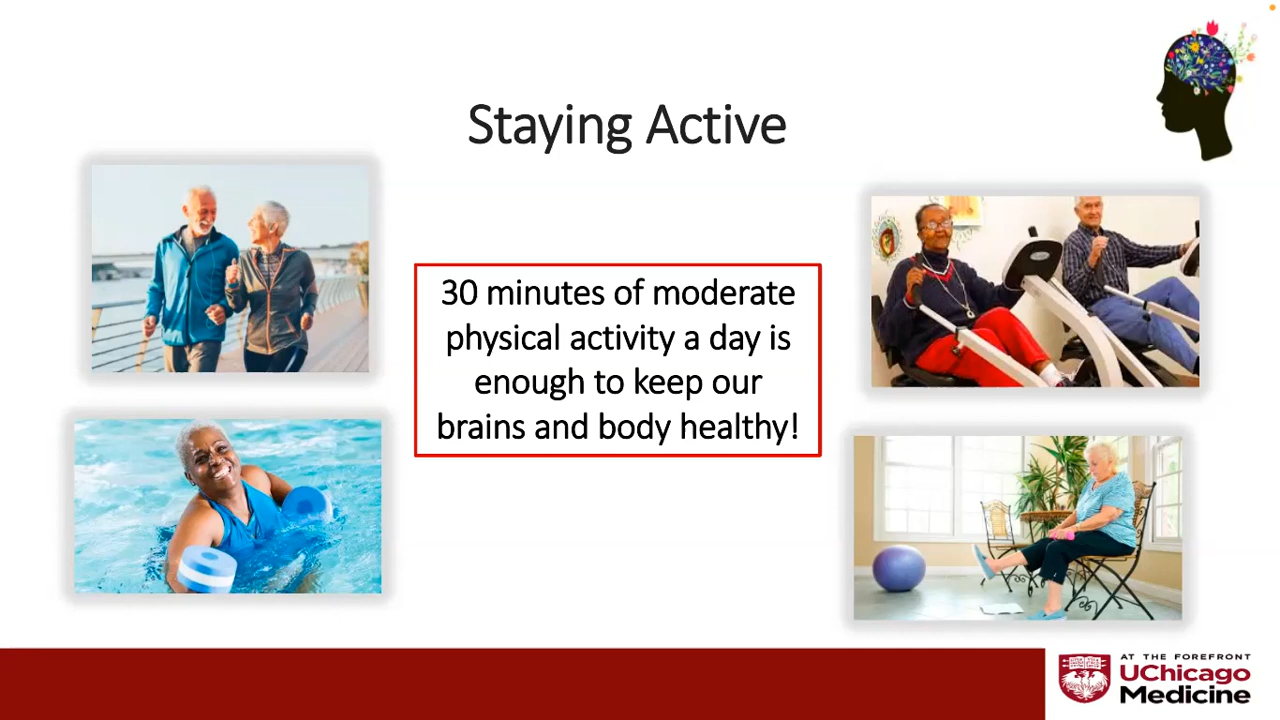 Staying Active
30 minutes of moderate
physical activity a day is
enough to keep our
brains and body healthy!
AT THE FOREFRONT
UChicago
Medicine